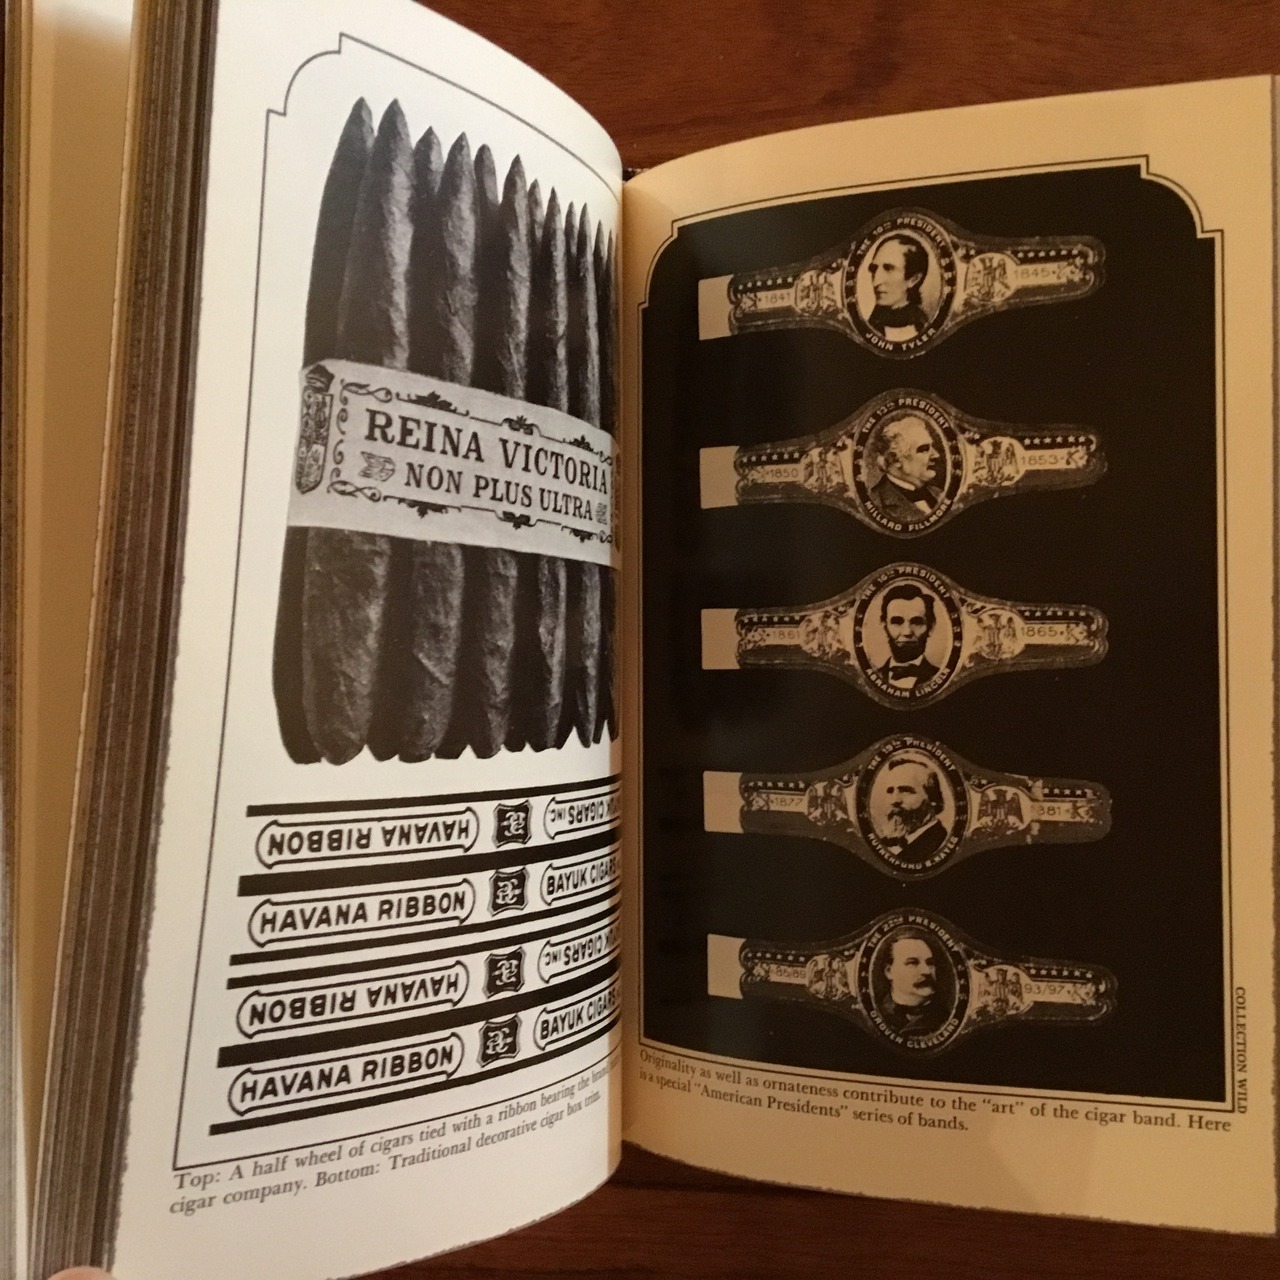 REINA VICTORIA
NON PLUS ULTRA
HAVANA RIBBON
CIGARS INC.
HAVANA RIBBON
BAYUK CIGARS
HAVANA RIBBON
CIGARS INC.
HAVANA RIBBON
BAYUK CIGARS
Top: A half wheel of cigars tied with a ribbon bearing the
cigar company. Bottom: Traditional decorative cigar box trim.
THE 10TH PRESIDENT
1841
1845
JOHN TYLER
THE 13TH PRESIDENT
1850
1853
MILLARD FILLMORE
THE 16TH PRESIDENT
1861
1865
ABRAHAM LINCOLN
THE 19TH PRESIDENT
1877
881
RUTHERFORD B. HAYES
THE 22ND PRESIDENT
85/89
93/97
GROVER CLEVELAND
COLLECTION WILD
Originality as well as ornateness contribute to the "art" of the cigar band. Here
is a special "American Presidents" series of bands.